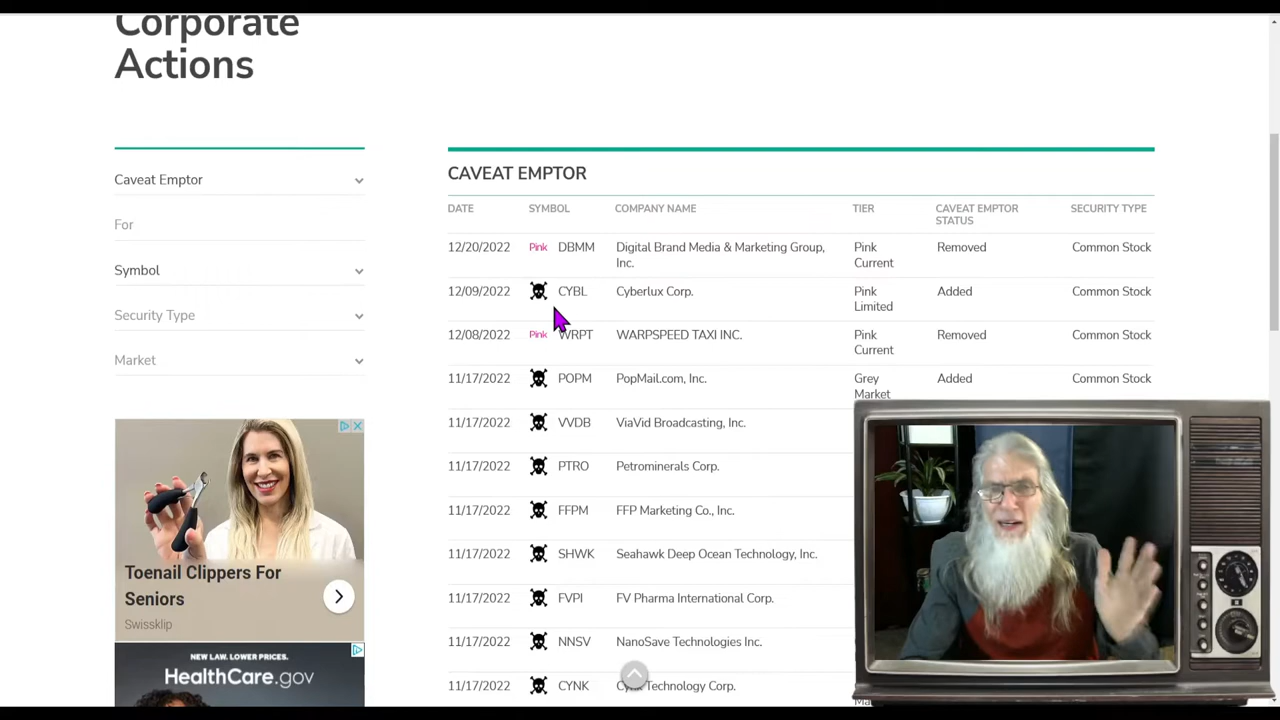 Corporate
Actions
Caveat Emptor
For
Symbol
Security Type
Market
Toenail Clippers For
Seniors
Swissklip
NEW LAW. LOWER PRICES.
HealthCare.gov
CAVEAT EMPTOR
DATE SYMBOL COMPANY NAME TIER CAVEAT EMPTOR SECURITY TYPE
STATUS
12/20/2022 Pink DBMM Digital Brand Media & Marketing Group, Pink Removed Common Stock
Inc. Current
12/09/2022 CYBL Cyberlux Corp. Pink Added Common Stock
Limited
12/08/2022 Pink WRPT WARPSPEED TAXI INC. Pink Removed Common Stock
Current
11/17/2022 POPM PopMail.com, Inc. Grey Added Common Stock
Market
11/17/2022 VVDB ViaVid Broadcasting, Inc.
11/17/2022 PTRO Petrominerals Corp.
11/17/2022 FFPM FFP Marketing Co., Inc.
11/17/2022 SHWK Seahawk Deep Ocean Technology, Inc.
11/17/2022 FVPI FV Pharma International Corp.
11/17/2022 NNSV NanoSave Technologies Inc.
11/17/2022 CYNK Cynk Technology Corp.